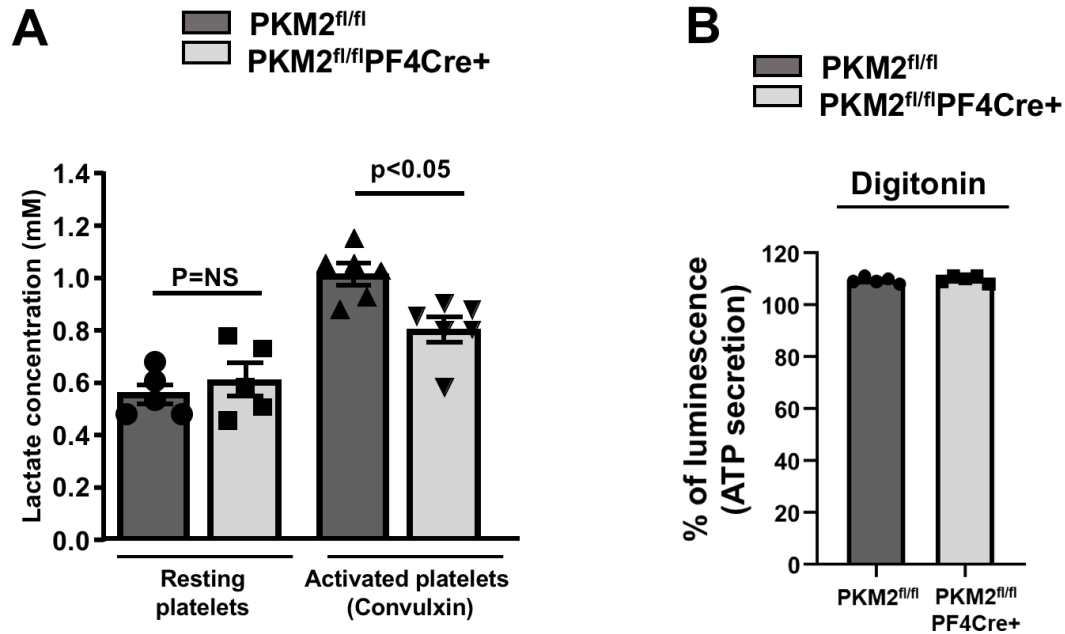 A
PKM2fl/fl
PKM2fl/flPF4Cre+
Lactate concentration (mM)
1.4
1.2
1.0
0.8
0.6
0.4
0.2
0.0
P=NS
p<0.05
Resting
platelets
Activated platelets
(Convulxin)
B
PKM2fl/fl
PKM2fl/flPF4Cre+
Digitonin
% of luminescence
(ATP secretion)
120
100
80
60
40
20
0
PKM2fl/fl
PKM2fl/fl
PF4Cre+